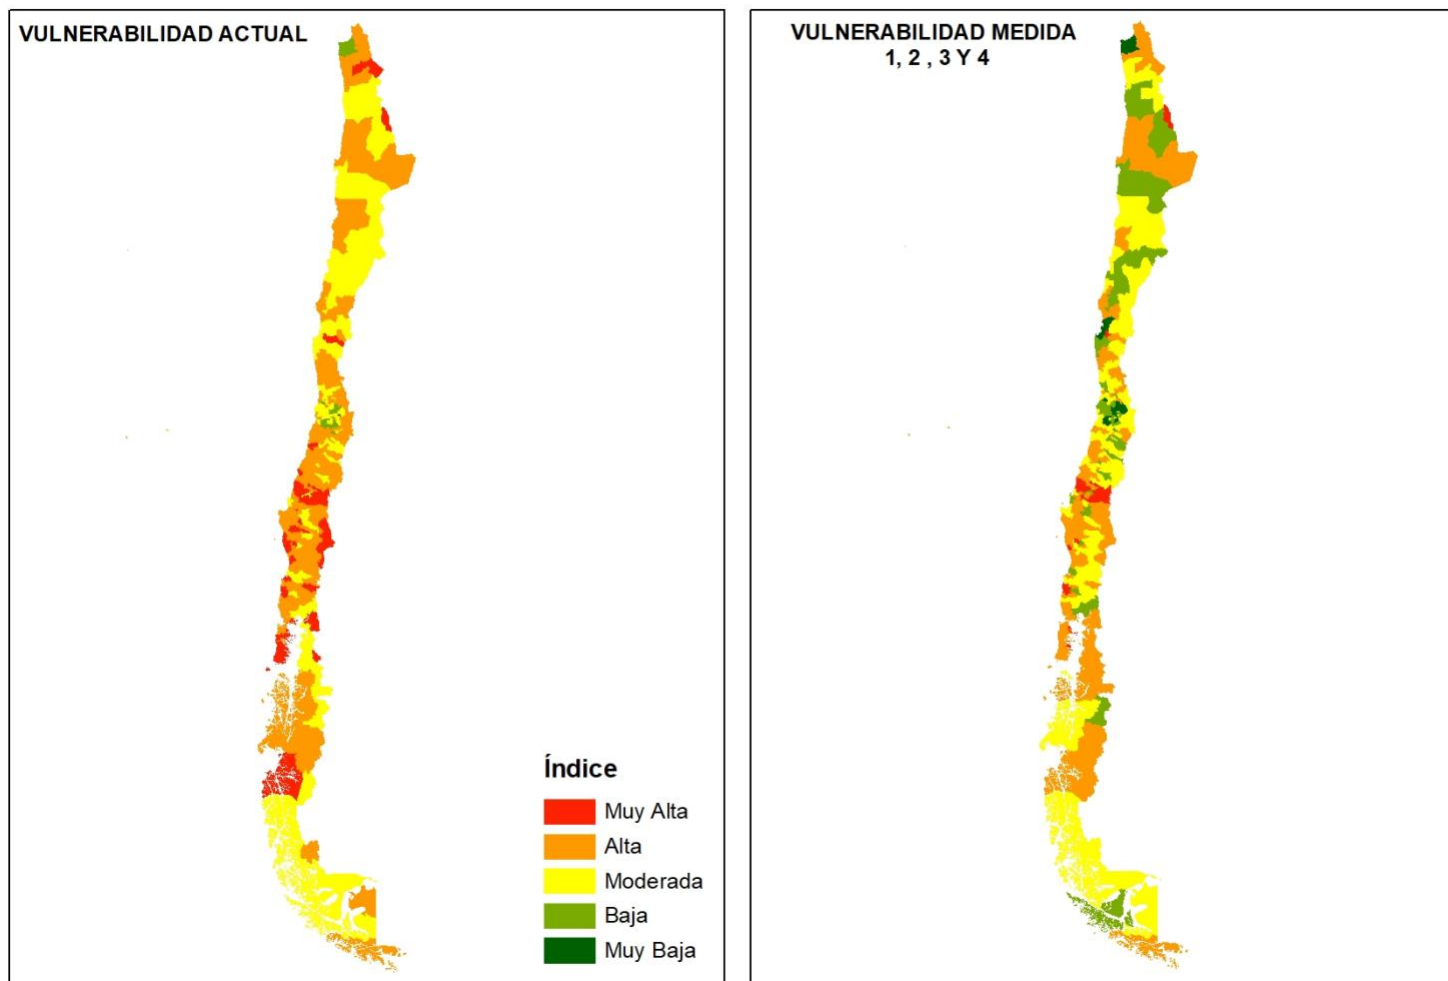 VULNERABILIDAD ACTUAL
VULNERABILIDAD MEDIDA
1, 2 , 3 Y 4
Índice
Muy Alta
Alta
Moderada
Baja
Muy Baja